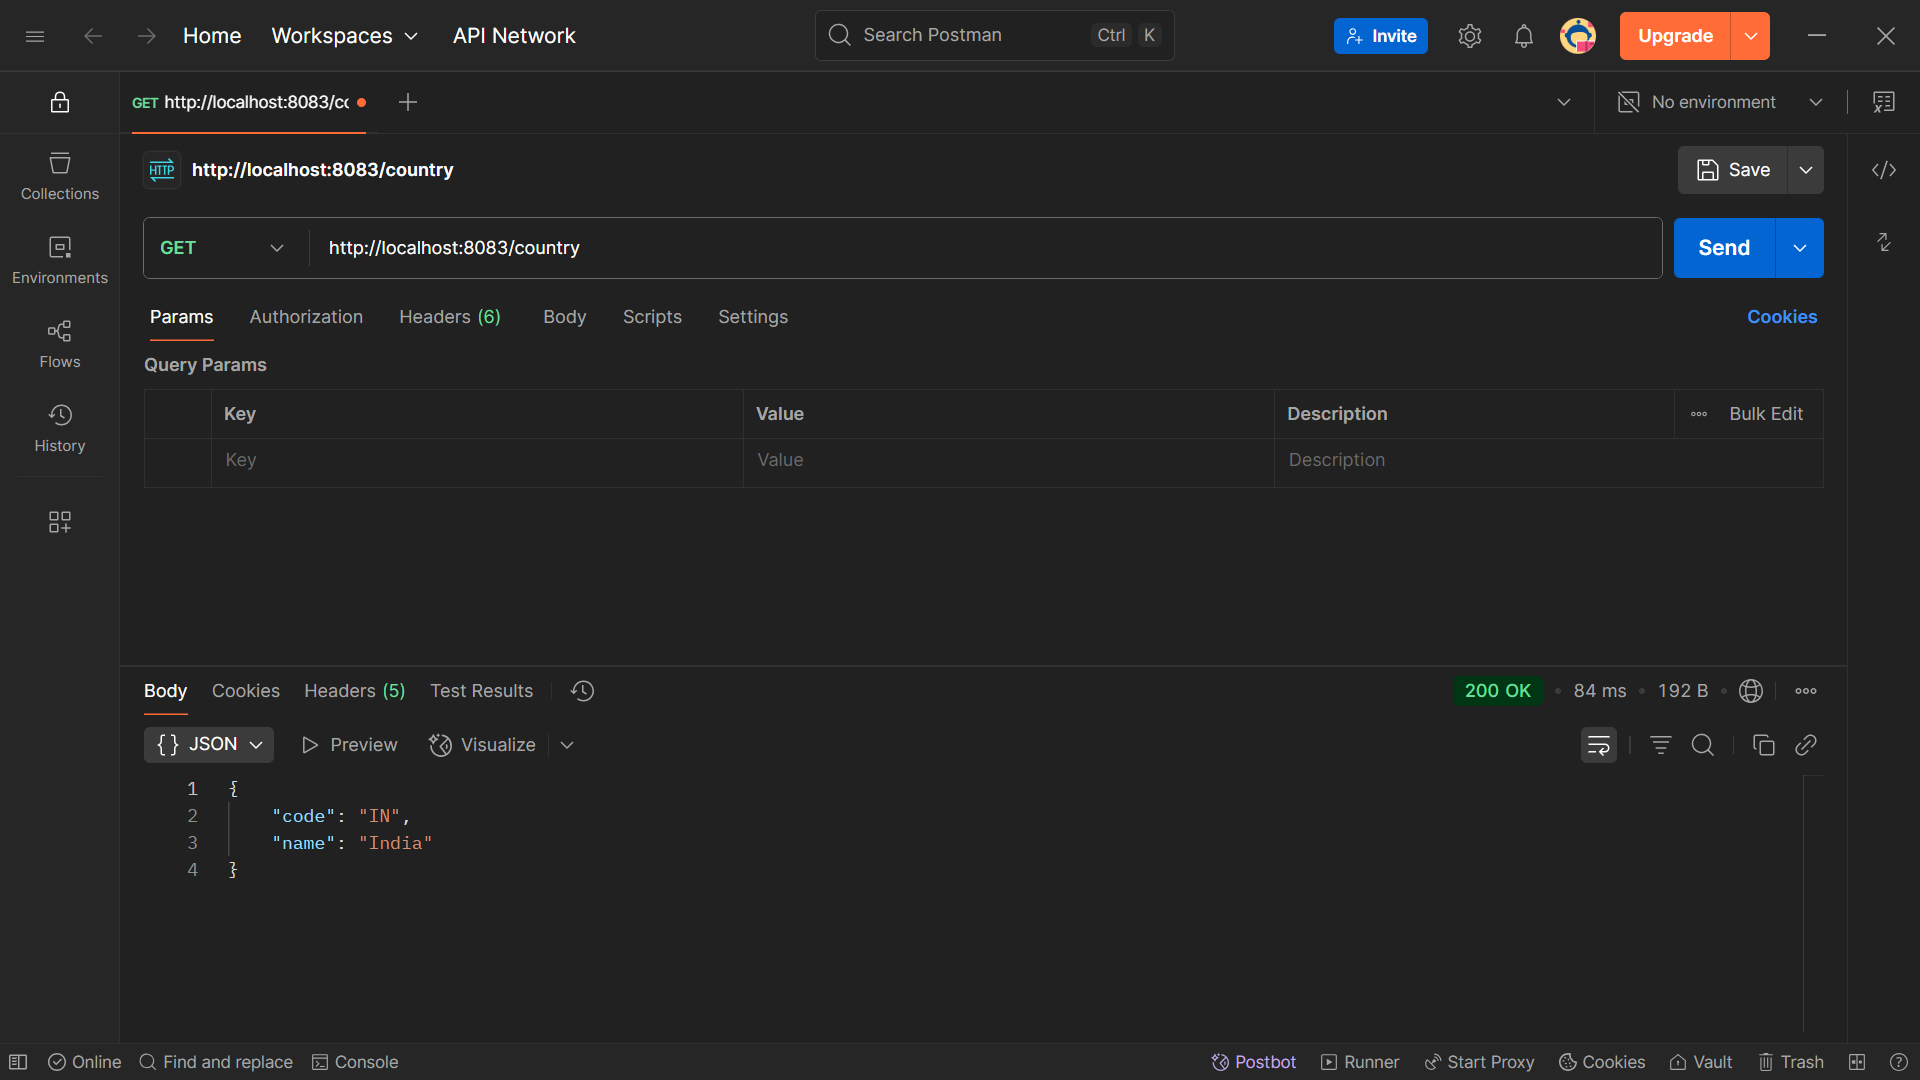 Home Workspaces API Network Search Postman Ctrl K Invite Upgrade
GET http://localhost:8083/cc No environment
HTTP http://localhost:8083/country Save
Collections
GET http://localhost:8083/country Send
Environments
Params Authorization Headers (6) Body Scripts Settings Cookies
Flows
Query Params
Key Value Description Bulk Edit
History
Key Value Description
Body Cookies Headers (5) Test Results 200 OK • 84 ms • 192 B •
{} JSON Preview Visualize
1 {
2 "code": "IN",
3 "name": "India"
4 }
Online Find and replace Console Postbot Runner Start Proxy Cookies Vault Trash